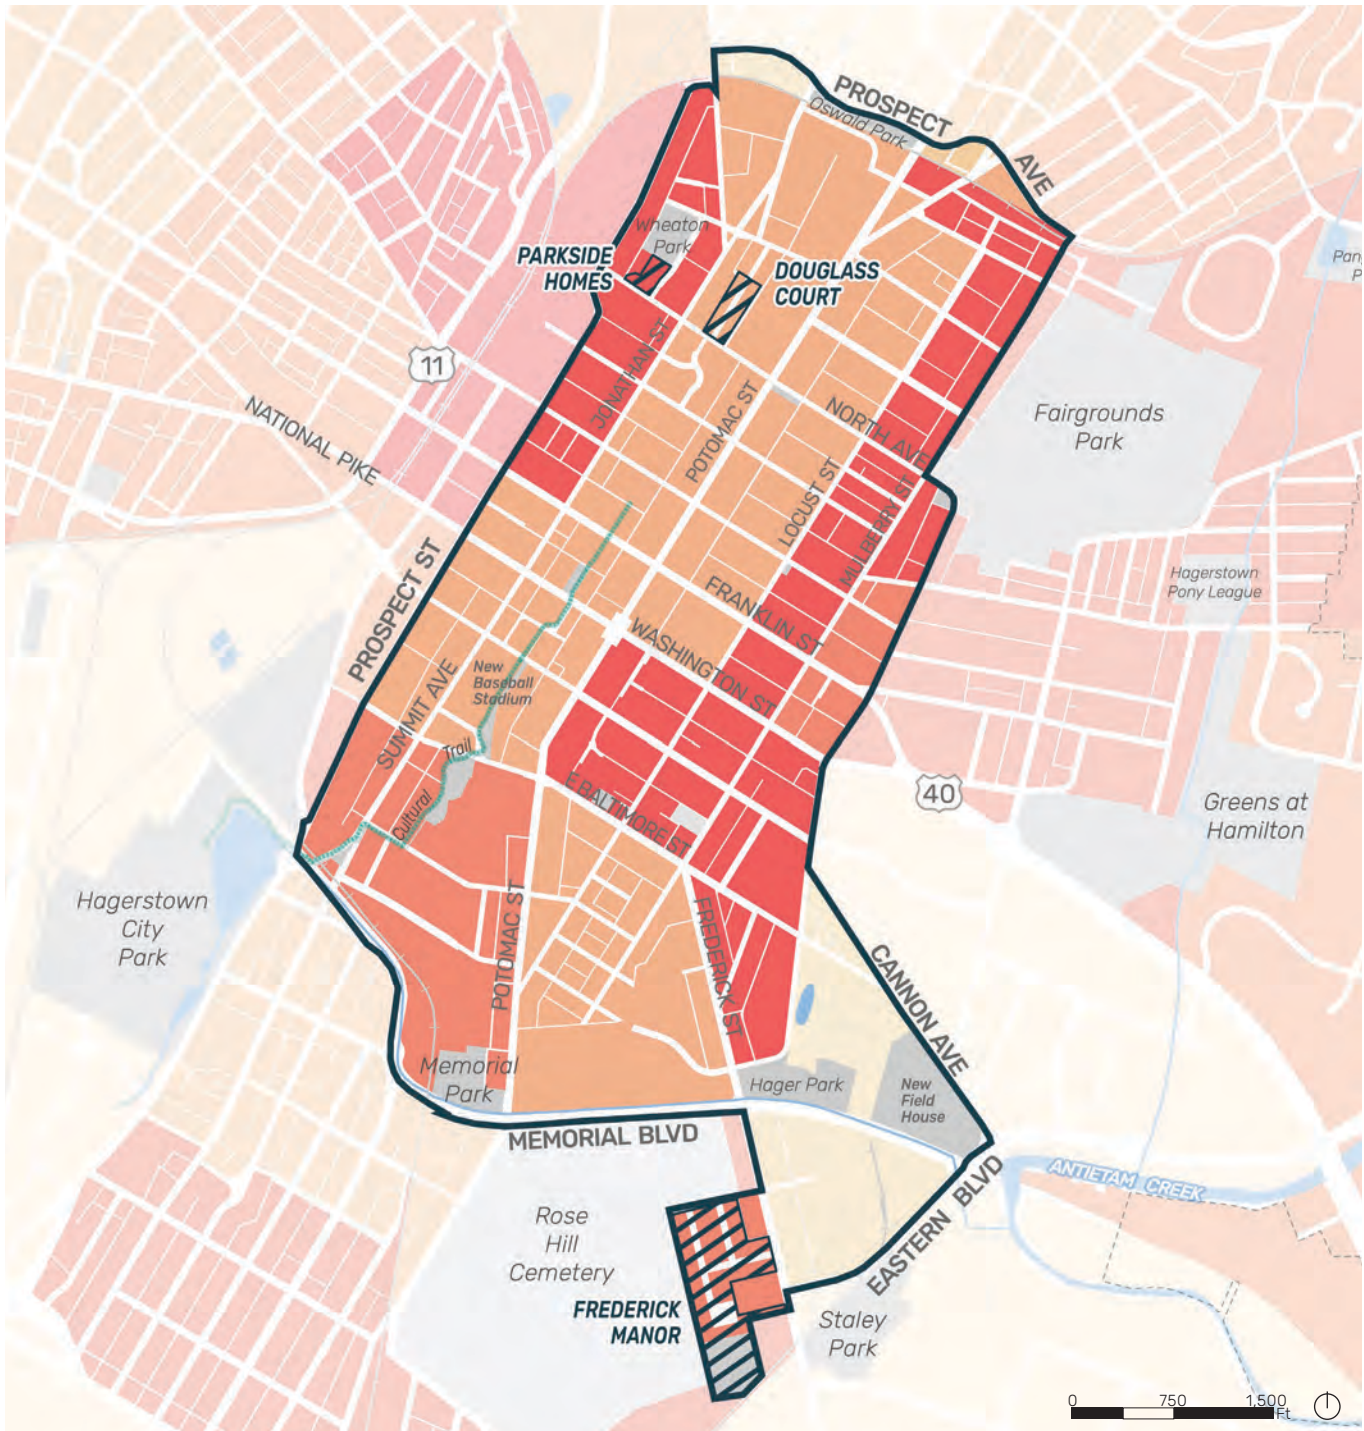 PROSPECT
AVE
Oswald Park
Wheaton
Park
PARKSIDE
HOMES
DOUGLASS
COURT
11
NATIONAL PIKE
JONATHAN ST
POTOMAC ST
NORTH AVE
Fairgrounds
Park
LOCUST ST
MULBERRY ST
PROSPECT ST
FRANKLIN ST
WASHINGTON ST
Hagerstown
Pony League
SUMMIT AVE
New
Baseball
Stadium
Trail
Cultural
E BALTIMORE ST
40
Greens at
Hamilton
Hagerstown
City
Park
POTOMAC ST
FREDERICK ST
CANNON AVE
Memorial
Park
Hager Park
New
Field
House
MEMORIAL BLVD
EASTERN BLVD
ANTIETAM CREEK
Rose
Hill
Cemetery
FREDERICK
MANOR
Staley
Park
0 750 1,500
Ft